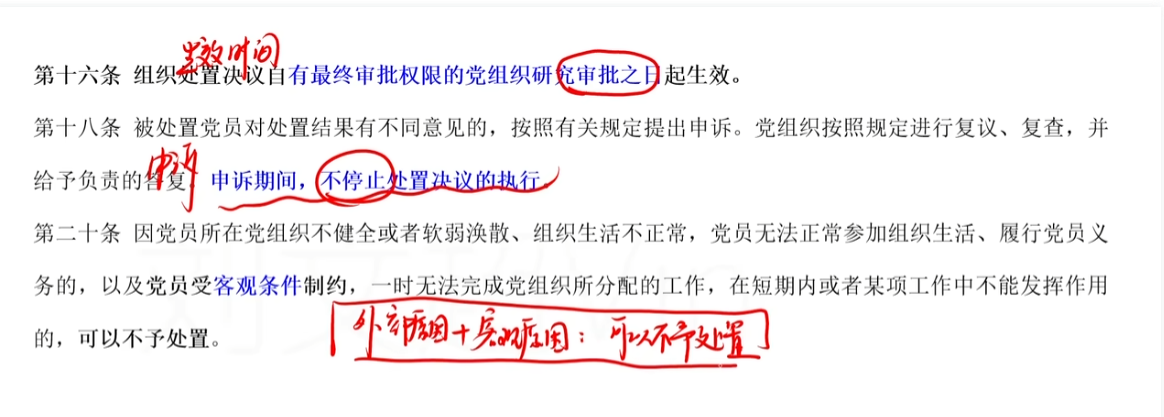 生效时间
第十六条 组织处置决议自有最终审批权限的党组织研究审批之日起生效。
第十八条 被处置党员对处置结果有不同意见的，按照有关规定提出申诉。党组织按照规定进行复议、复查，并
申诉
给予负责的答复。申诉期间，不停止处置决议的执行。
第二十条 因党员所在党组织不健全或者软弱涣散、组织生活不正常，党员无法正常参加组织生活、履行党员义
务的，以及党员受客观条件制约，一时无法完成党组织所分配的工作，在短期内或者某项工作中不能发挥作用
的，可以不予处置。
外部原因+客观原因：可以不予处置